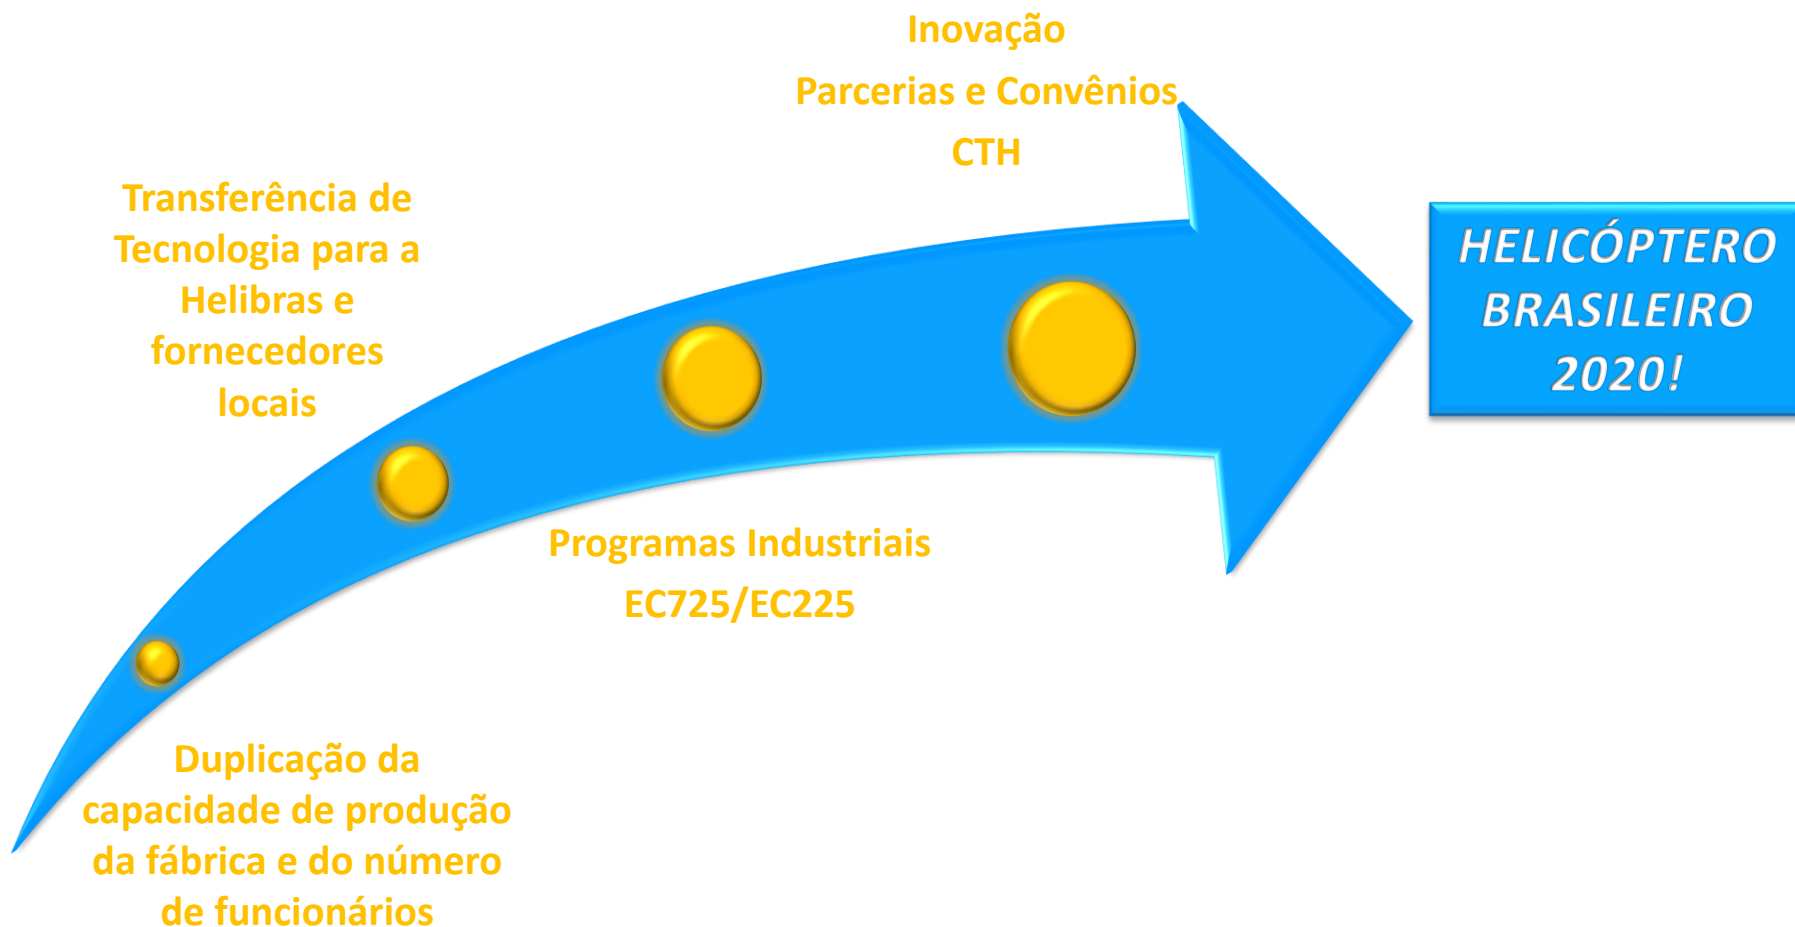 Inovação
Parcerias e Convênios
CTH
Transferência de
Tecnologia para a
Helibras e
fornecedores
locais
HELICÓPTERO
BRASILEIRO
2020!
Programas Industriais
EC725/EC225
Duplicação da
capacidade de produção
da fábrica e do número
de funcionários